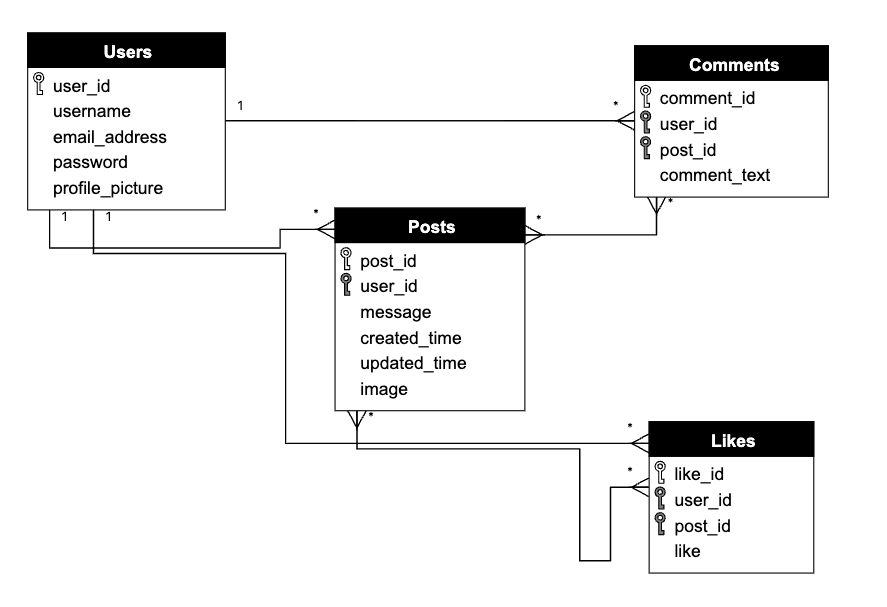 Users
user_id
username
email_address
password
profile_picture
1
*
Comments
comment_id
user_id
post_id
comment_text
*
1
1
*
*
Posts
post_id
user_id
message
created_time
updated_time
image
*
*
*
Likes
like_id
user_id
post_id
like